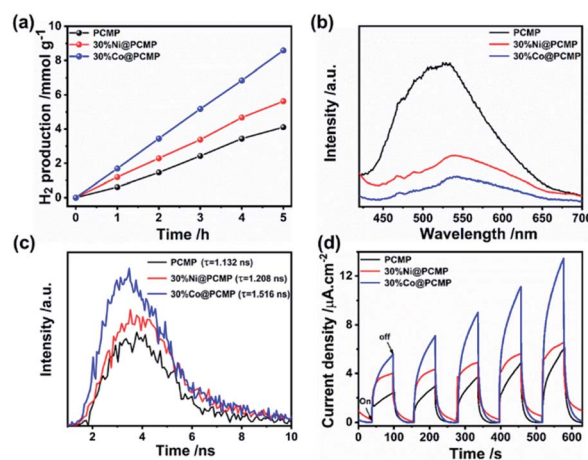 (a)
PCMP
30%Ni@PCMP
30%Co@PCMP
H2 production /mmol g-1
10
8
6
4
2
0
0 1 2 3 4 5
Time /h
(b)
PCMP
30%Ni@PCMP
30%Co@PCMP
Intensity /a.u.
450 500 550 600 650 700
Wavelength /nm
(c)
PCMP (τ=1.132 ns)
30%Ni@PCMP (τ=1.208 ns)
30%Co@PCMP (τ=1.516 ns)
Intensity /a.u.
2 4 6 8 10
Time /ns
(d)
PCMP
30%Ni@PCMP
30%Co@PCMP
Current density /μA.cm-2
16
12
8
4
0
off
On
0 100 200 300 400 500 600
Time /s